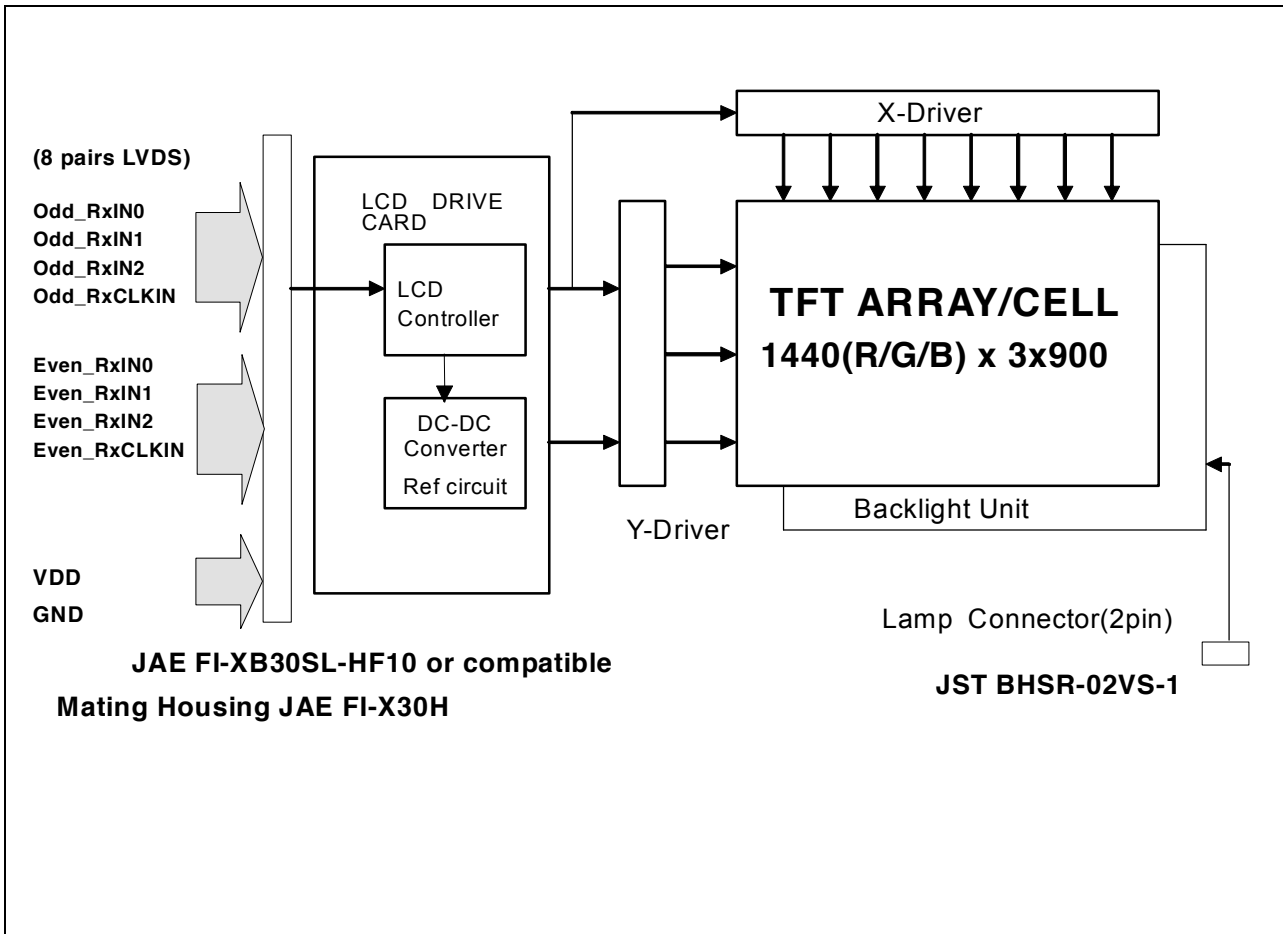 X-Driver
(8 pairs LVDS)
Odd_RxIN0
Odd_RxIN1
Odd_RxIN2
Odd_RxCLKIN
LCD DRIVE
CARD
LCD
Controller
TFT ARRAY/CELL
1440(R/G/B) x 3x900
Even_RxIN0
Even_RxIN1
Even_RxIN2
Even_RxCLKIN
DC-DC
Converter
Ref circuit
Backlight Unit
Y-Driver
VDD
GND
Lamp Connector(2pin)
JAE FI-XB30SL-HF10 or compatible
JST BHSR-02VS-1
Mating Housing JAE FI-X30H